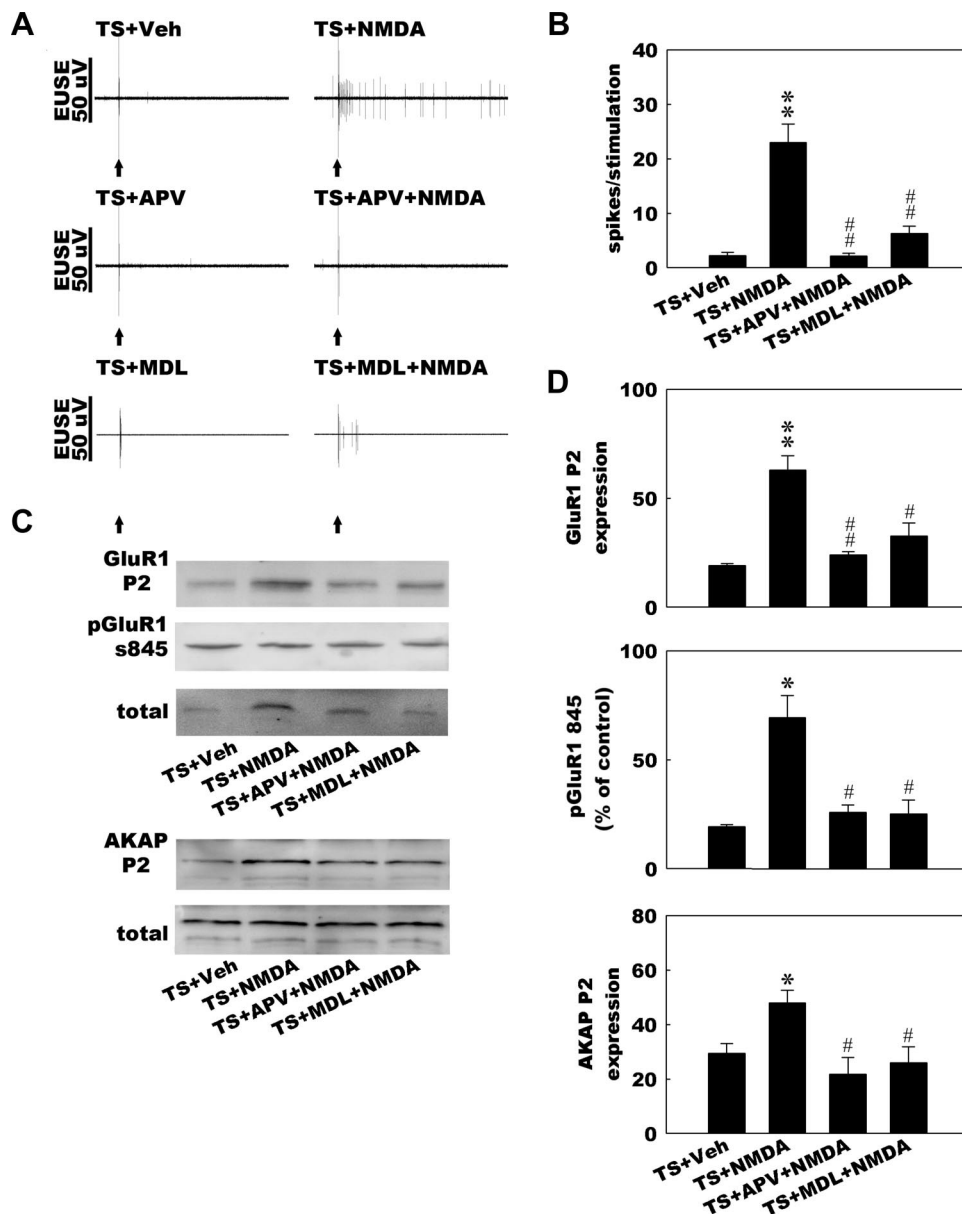 A
TS+Veh
TS+NMDA
EUSE
50 uV
TS+APV
TS+APV+NMDA
EUSE
50 uV
TS+MDL
TS+MDL+NMDA
EUSE
50 uV
B
spikes/stimulation
40
30
20
10
0
**
##
##
TS+Veh
TS+NMDA
TS+APV+NMDA
TS+MDL+NMDA
C
GluR1
P2
pGluR1
s845
total
TS+Veh
TS+NMDA
TS+APV+NMDA
TS+MDL+NMDA
AKAP
P2
total
TS+Veh
TS+NMDA
TS+APV+NMDA
TS+MDL+NMDA
D
GluR1 P2
expression
100
50
0
**
##
#
pGluR1 845
(% of control)
100
50
0
*
#
#
AKAP P2
expression
80
60
40
20
0
*
#
#
TS+Veh
TS+NMDA
TS+APV+NMDA
TS+MDL+NMDA